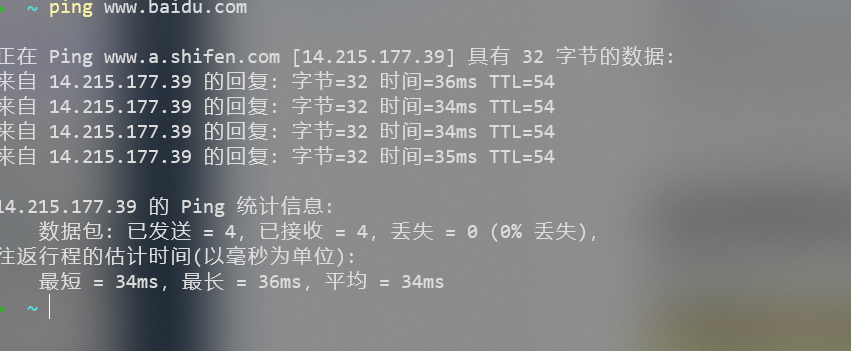 ~ ping www.baidu.com
正在 Ping www.a.shifen.com [14.215.177.39] 具有 32 字节的数据:
来自 14.215.177.39 的回复: 字节=32 时间=36ms TTL=54
来自 14.215.177.39 的回复: 字节=32 时间=34ms TTL=54
来自 14.215.177.39 的回复: 字节=32 时间=34ms TTL=54
来自 14.215.177.39 的回复: 字节=32 时间=35ms TTL=54
14.215.177.39 的 Ping 统计信息:
数据包: 已发送 = 4, 已接收 = 4, 丢失 = 0 (0% 丢失),
往返行程的估计时间(以毫秒为单位):
最短 = 34ms, 最长 = 36ms, 平均 = 34ms
~